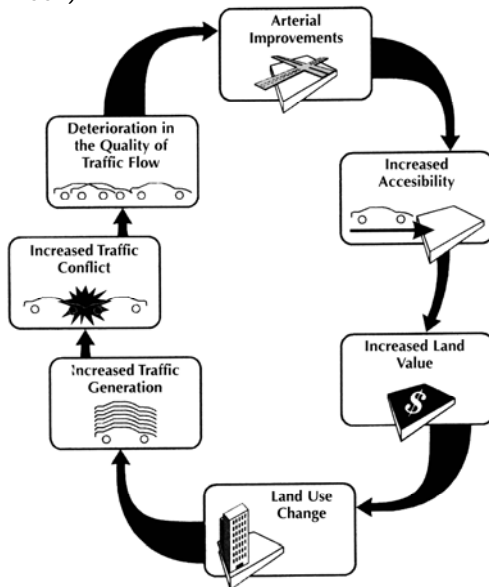 Arterial
Improvements
Increased
Accesibility
Increased Land
Value
$
Land Use
Change
Increased Traffic
Generation
Increased Traffic
Conflict
Deterioration in
the Quality of
Traffic Flow